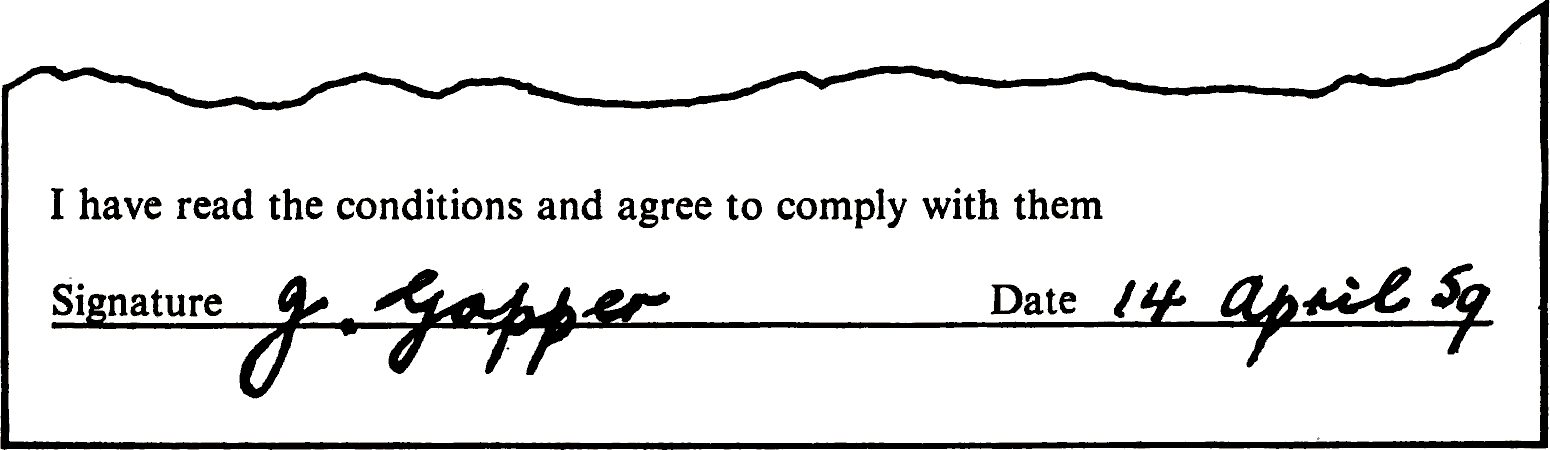 I have read the conditions and agree to comply with them
Signature J. Gapper Date 14 April 59